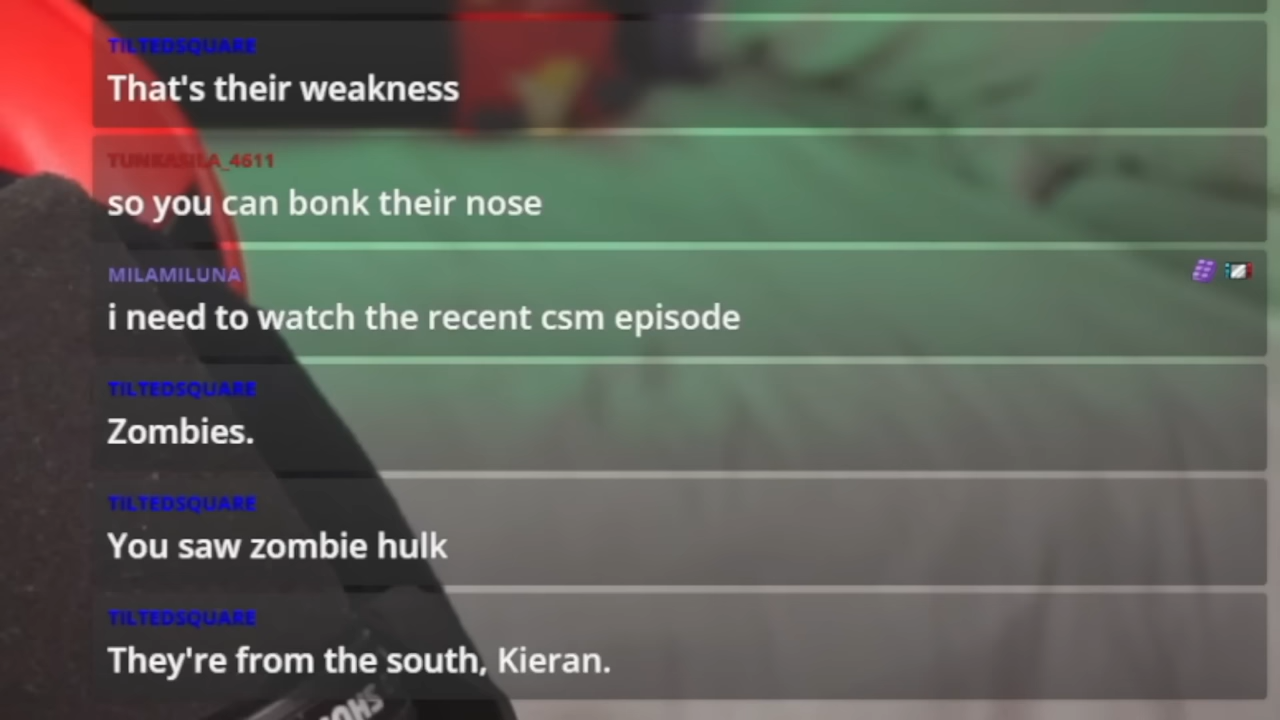 TILTEDSQUARE
That's their weakness
TUNKASILA_4611
so you can bonk their nose
MILAMILUNA
i need to watch the recent csm episode
TILTEDSQUARE
Zombies.
TILTEDSQUARE
You saw zombie hulk
TILTEDSQUARE
They're from the south, Kieran.